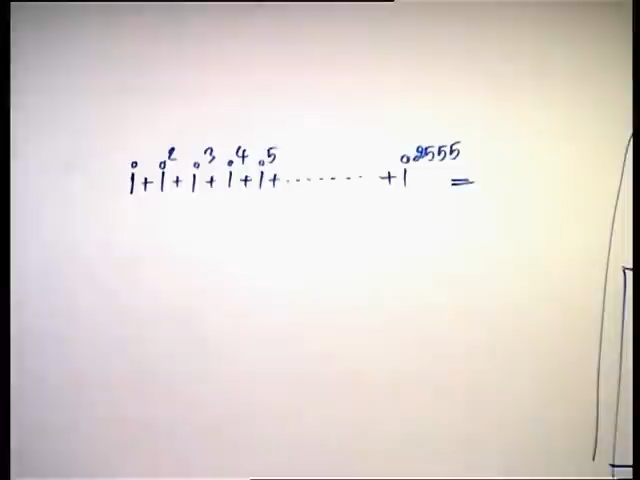 i + i² + i³ + i⁴ + i⁵ + ........ + i²⁵⁵⁵ =